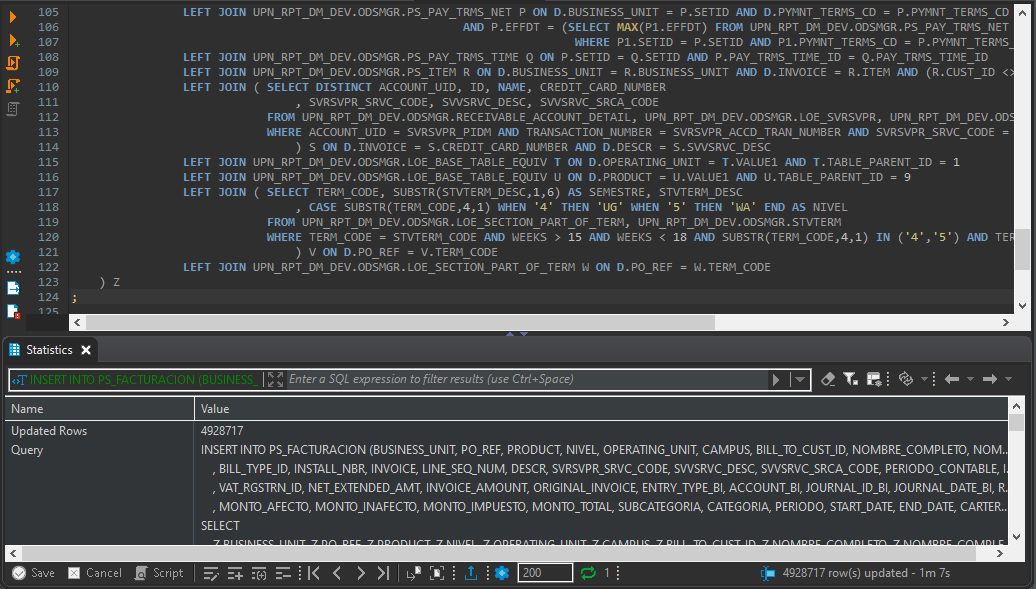 105 LEFT JOIN UPN_RPT_DM_DEV.ODSMGR.PS_PAY_TRMS_NET P ON D.BUSINESS_UNIT = P.SETID AND D.PYMNT_TERMS_CD = P.PYMNT_TERMS_CD
106 AND P.EFFDT = (SELECT MAX(P1.EFFDT) FROM UPN_RPT_DM_DEV.ODSMGR.PS_PAY_TRMS_NET
107 WHERE P1.SETID = P.SETID AND P1.PYMNT_TERMS_CD = P.PYMNT_TERMS_
108 LEFT JOIN UPN_RPT_DM_DEV.ODSMGR.PS_PAY_TRMS_TIME Q ON P.SETID = Q.SETID AND P.PAY_TRMS_TIME_ID = Q.PAY_TRMS_TIME_ID
109 LEFT JOIN UPN_RPT_DM_DEV.ODSMGR.PS_ITEM R ON D.BUSINESS_UNIT = R.BUSINESS_UNIT AND D.INVOICE = R.ITEM AND (R.CUST_ID <>
110 LEFT JOIN ( SELECT DISTINCT ACCOUNT_UID, ID, NAME, CREDIT_CARD_NUMBER
111 , SVRSVPR_SRVC_CODE, SVVSRVC_DESC, SVVSRVC_SRCA_CODE
112 FROM UPN_RPT_DM_DEV.ODSMGR.RECEIVABLE_ACCOUNT_DETAIL, UPN_RPT_DM_DEV.ODSMGR.LOE_SVRSVPR, UPN_RPT_DM_DEV.ODS
113 WHERE ACCOUNT_UID = SVRSVPR_PIDM AND TRANSACTION_NUMBER = SVRSVPR_ACCD_TRAN_NUMBER AND SVRSVPR_SRVC_CODE =
114 ) S ON D.INVOICE = S.CREDIT_CARD_NUMBER AND D.DESCR = S.SVVSRVC_DESC
115 LEFT JOIN UPN_RPT_DM_DEV.ODSMGR.LOE_BASE_TABLE_EQUIV T ON D.OPERATING_UNIT = T.VALUE1 AND T.TABLE_PARENT_ID = 1
116 LEFT JOIN UPN_RPT_DM_DEV.ODSMGR.LOE_BASE_TABLE_EQUIV U ON D.PRODUCT = U.VALUE1 AND U.TABLE_PARENT_ID = 9
117 LEFT JOIN ( SELECT TERM_CODE, SUBSTR(STVTERM_DESC,1,6) AS SEMESTRE, STVTERM_DESC
118 , CASE SUBSTR(TERM_CODE,4,1) WHEN '4' THEN 'UG' WHEN '5' THEN 'WA' END AS NIVEL
119 FROM UPN_RPT_DM_DEV.ODSMGR.LOE_SECTION_PART_OF_TERM, UPN_RPT_DM_DEV.ODSMGR.STVTERM
120 WHERE TERM_CODE = STVTERM_CODE AND WEEKS > 15 AND WEEKS < 18 AND SUBSTR(TERM_CODE,4,1) IN ('4','5') AND TER
121 ) V ON D.PO_REF = V.TERM_CODE
122 LEFT JOIN UPN_RPT_DM_DEV.ODSMGR.LOE_SECTION_PART_OF_TERM W ON D.PO_REF = W.TERM_CODE
123 ) Z
124 ;
125
Statistics
INSERT INTO PS_FACTURACION (BUSINESS_ Enter a SQL expression to filter results (use Ctrl+Space)
Name Value
Updated Rows 4928717
Query INSERT INTO PS_FACTURACION (BUSINESS_UNIT, PO_REF, PRODUCT, NIVEL, OPERATING_UNIT, CAMPUS, BILL_TO_CUST_ID, NOMBRE_COMPLETO, NOM...
, BILL_TYPE_ID, INSTALL_NBR, INVOICE, LINE_SEQ_NUM, DESCR, SVRSVPR_SRVC_CODE, SVVSRVC_DESC, SVVSRVC_SRCA_CODE, PERIODO_CONTABLE, I...
, VAT_RGSTRN_ID, NET_EXTENDED_AMT, INVOICE_AMOUNT, ORIGINAL_INVOICE, ENTRY_TYPE_BI, ACCOUNT_BI, JOURNAL_ID_BI, JOURNAL_DATE_BI, R...
, MONTO_AFECTO, MONTO_INAFECTO, MONTO_IMPUESTO, MONTO_TOTAL, SUBCATEGORIA, CATEGORIA, PERIODO, START_DATE, END_DATE, CARTER...
SELECT
Z.BUSINESS_UNIT, Z.PO_REF, Z.PRODUCT, Z.NIVEL, Z.OPERATING_UNIT, Z.CAMPUS, Z.BILL_TO_CUST_ID, Z.NOMBRE_COMPLETO, Z.NOMBRE_COMPLE
Save Cancel Script 200 1 4928717 row(s) updated - 1m 7s